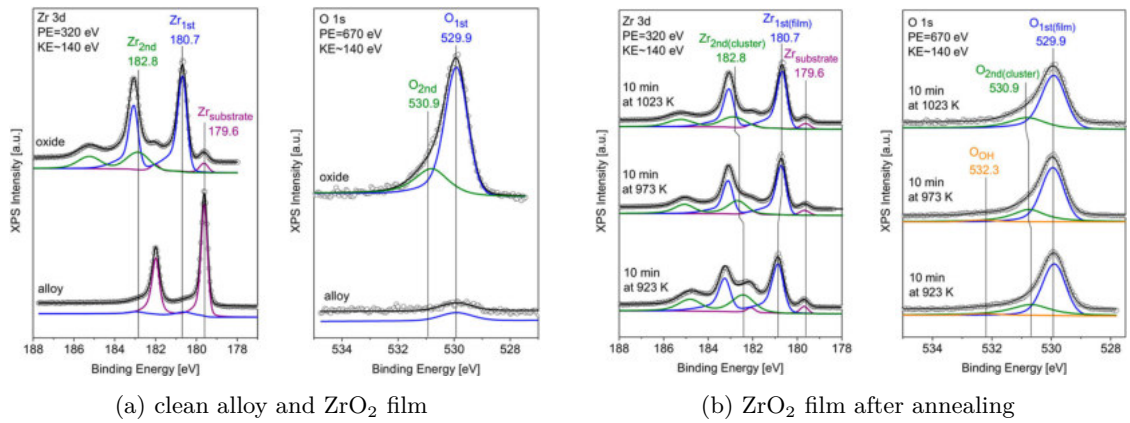 Zr 3d
PE=320 eV
KE~140 eV
Zr1st
180.7
Zr2nd
182.8
Zrsubstrate
179.6
oxide
alloy
XPS Intensity [a.u.]
188 186 184 182 180 178
Binding Energy [eV]
O 1s
PE=670 eV
KE~140 eV
O1st
529.9
O2nd
530.9
oxide
alloy
XPS Intensity [a.u.]
534 532 530 528
Binding Energy [eV]
(a) clean alloy and ZrO2 film
Zr 3d
PE=320 eV
KE~140 eV
Zr1st(film)
180.7
Zr2nd(cluster)
182.8
Zrsubstrate
179.6
10 min
at 1023 K
10 min
at 973 K
10 min
at 923 K
XPS Intensity [a.u.]
188 186 184 182 180 178
Binding Energy [eV]
O 1s
PE=670 eV
KE~140 eV
O1st(film)
529.9
O2nd(cluster)
530.9
10 min
at 1023 K
OOH
532.3
10 min
at 973 K
10 min
at 923 K
XPS Intensity [a.u.]
534 532 530 528
Binding Energy [eV]
(b) ZrO2 film after annealing